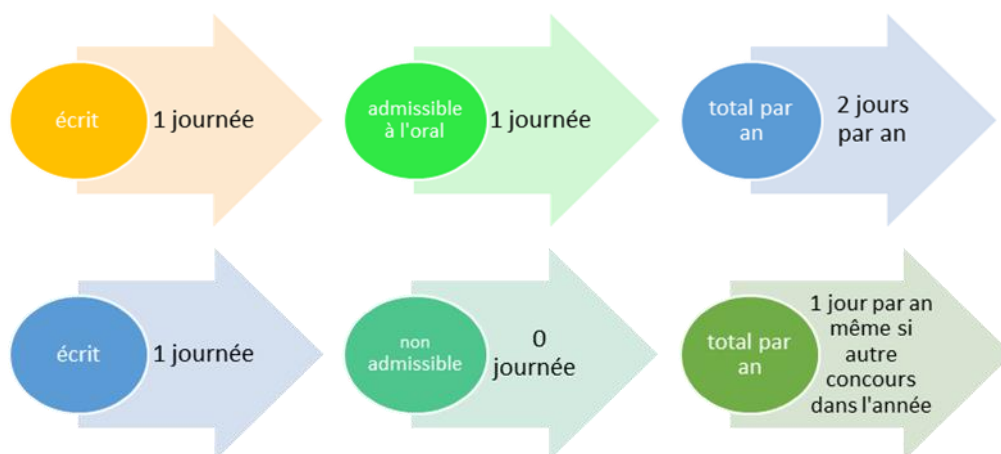 écrit
1 journée
admissible
à l'oral
1 journée
total par
an
2 jours
par an
écrit
1 journée
non
admissible
0
journée
total par
an
1 jour par an
même si
autre
concours
dans l'année